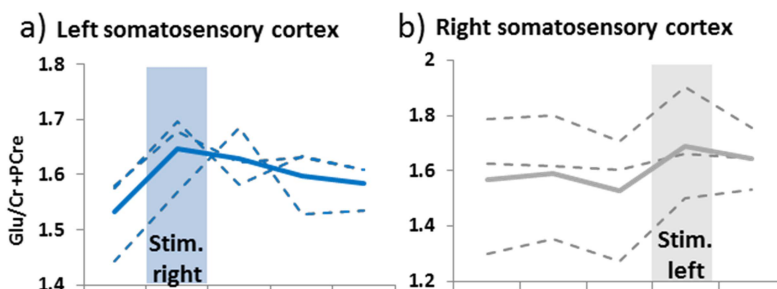 a) Left somatosensory cortex
1.8
1.7
1.6
1.5
1.4
Glu/Cr+PCre
Stim.
right
b) Right somatosensory cortex
2
1.8
1.6
1.4
1.2
Stim.
left